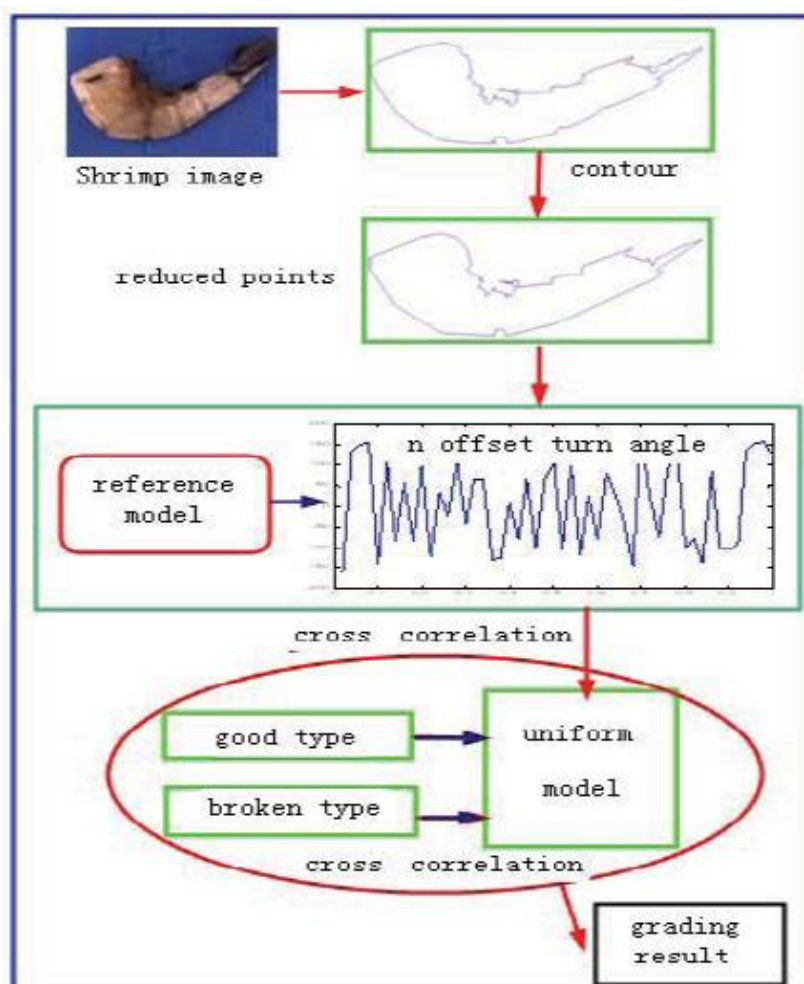 Shrimp image
contour
reduced points
n offset turn angle
reference
model
cross correlation
good type
uniform
model
broken type
cross correlation
grading
result